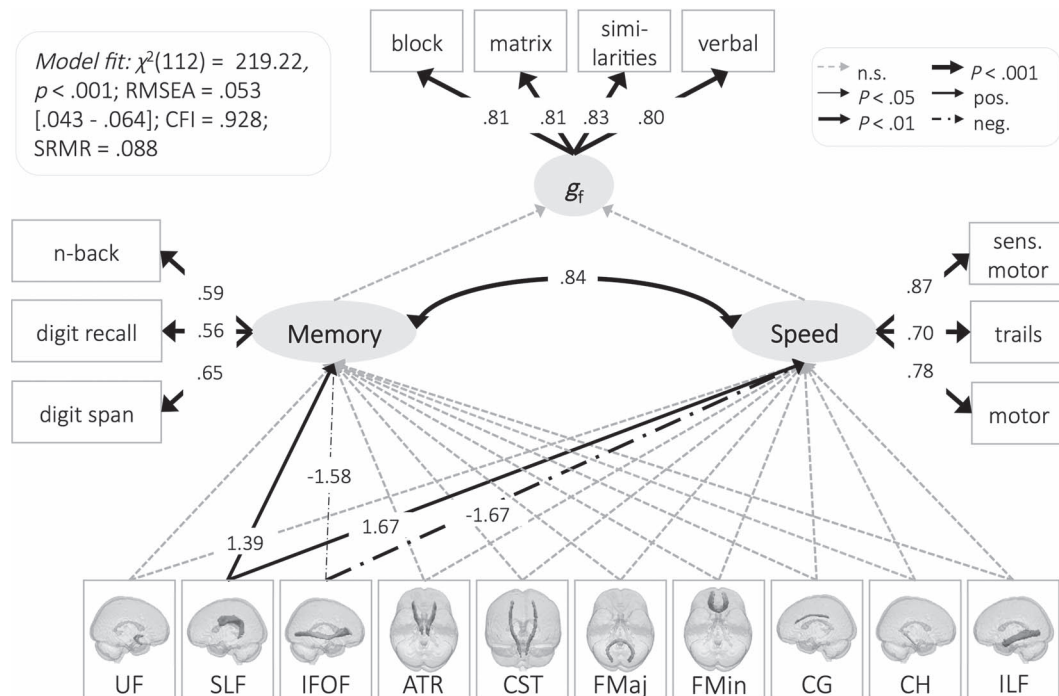 Model fit: χ²(112) = 219.22,
p < .001; RMSEA = .053
[.043 - .064]; CFI = .928;
SRMR = .088
block
matrix
simi-
larities
verbal
n.s.
P < .001
P < .05
pos.
P < .01
neg.
.81
.81
.83
.80
gf
n-back
digit recall
digit span
.59
.56
.65
Memory
.84
Speed
.87
.70
.78
sens.
motor
trails
motor
-1.58
1.39
1.67
-1.67
UF
SLF
IFOF
ATR
CST
FMaj
FMin
CG
CH
ILF